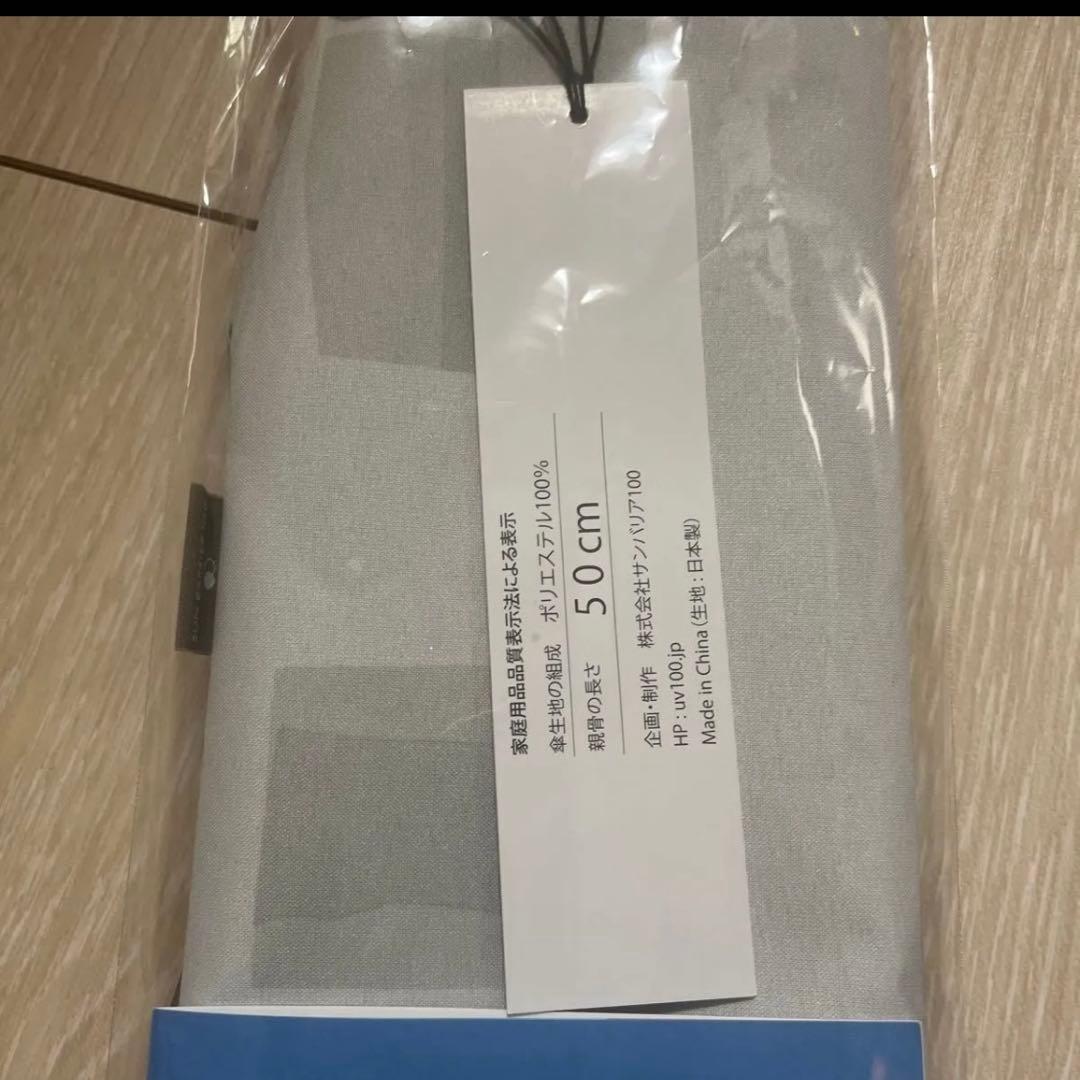 家庭用品品質表示法による表示
傘生地の組成 ポリエステル100%
親骨の長さ 50cm
企画・制作 株式会社サンバリア100
HP : uv100.jp
Made in China (生地 : 日本製)